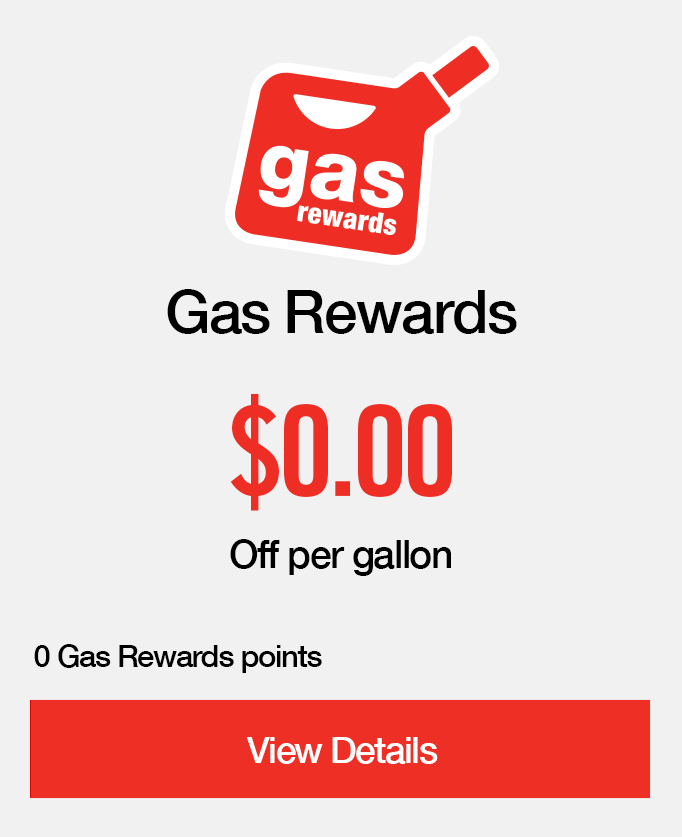 gas
rewards
Gas Rewards
$0.00
Off per gallon
0 Gas Rewards points
View Details